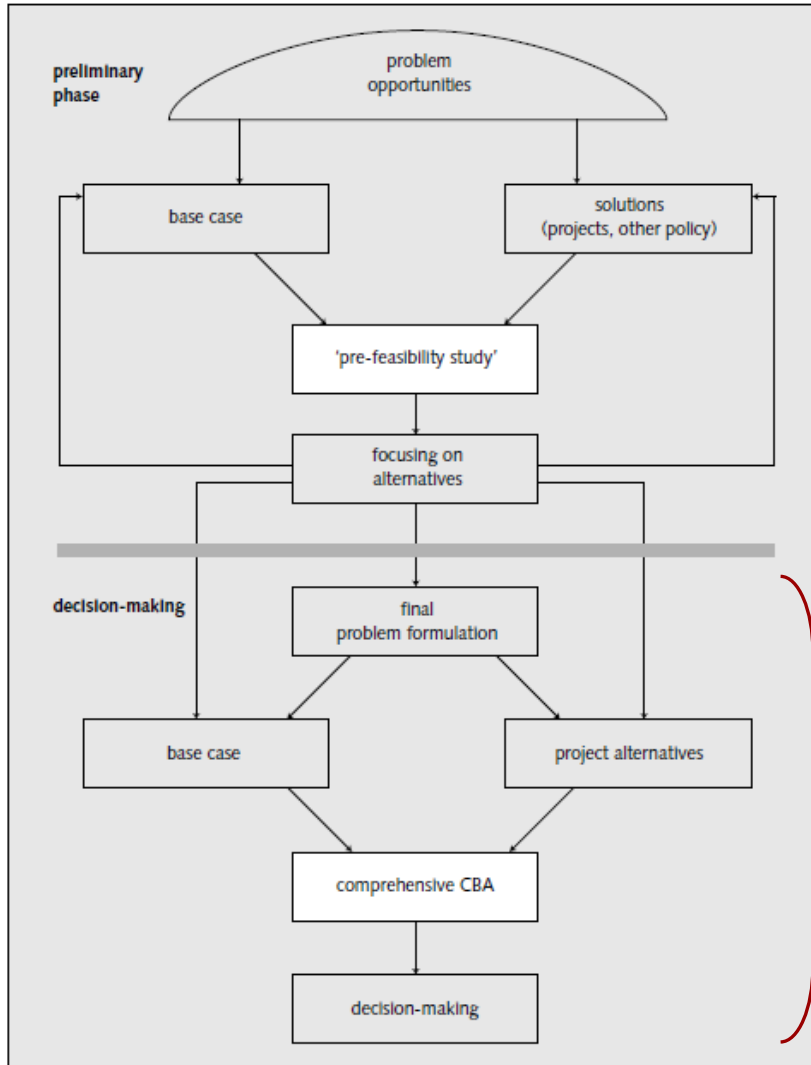 preliminary
phase
problem
opportunities
base case
solutions
(projects, other policy)
'pre-feasibility study'
focusing on
alternatives
decision-making
final
problem formulation
base case
project alternatives
comprehensive CBA
decision-making